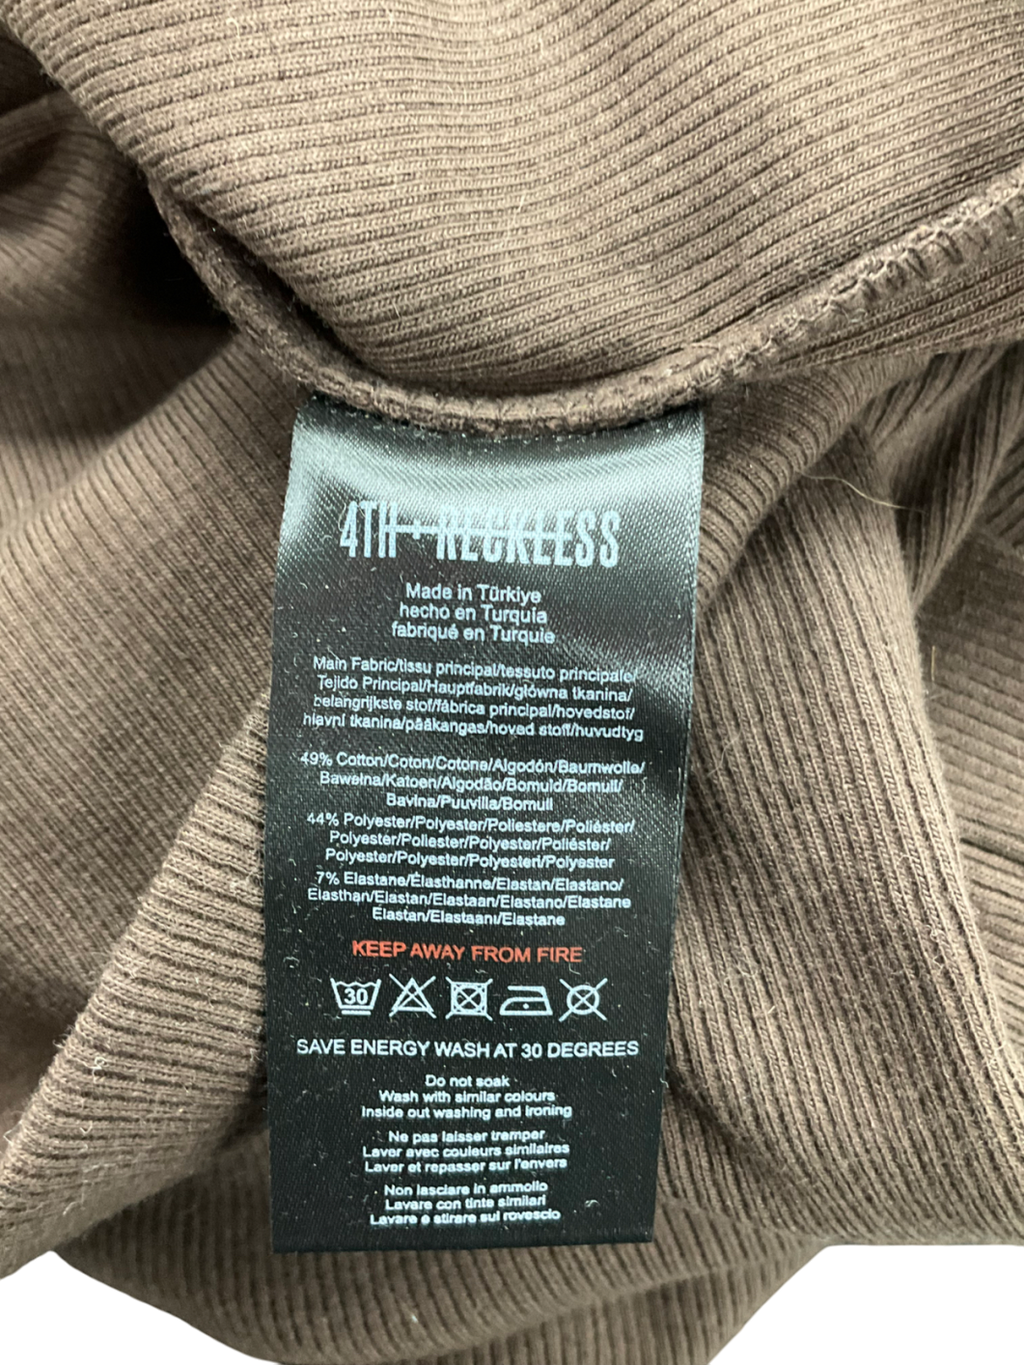 4TH + RECKLESS
Made in Türkiye
hecho en Turquía
fabriqué en Turquie
Main Fabric/tissu principal/tessuto principale/
Tejido Principal/Hauptfabrik/główna tkanina/
belangrijkste stof/fábrica principal/hovedstof/
hlavní tkanina/pääkangas/hoved stoff/huvudtyg
49% Cotton/Coton/Cotone/Algodón/Baumwolle/
Bawełna/Katoen/Algodão/Bomuld/Bomull/
Bavlna/Puuvilla/Bomull
44% Polyester/Polyester/Poliestere/Poliéster/
Polyester/Poliester/Polyester/Poliéster/
Polyester/Polyester/Polyesteri/Polyester
7% Elastane/Élasthanne/Elastan/Elastano/
Elasthan/Elastan/Elastaan/Elastano/Elastane
Elastan/Elastaani/Elastane
KEEP AWAY FROM FIRE
30
SAVE ENERGY WASH AT 30 DEGREES
Do not soak
Wash with similar colours
Inside out washing and ironing
Ne pas laisser tremper
Laver avec couleurs similaires
Laver et repasser sur l'envers
Non lasciare in ammollo
Lavare con tinte similari
Lavare e stirare sul rovescio